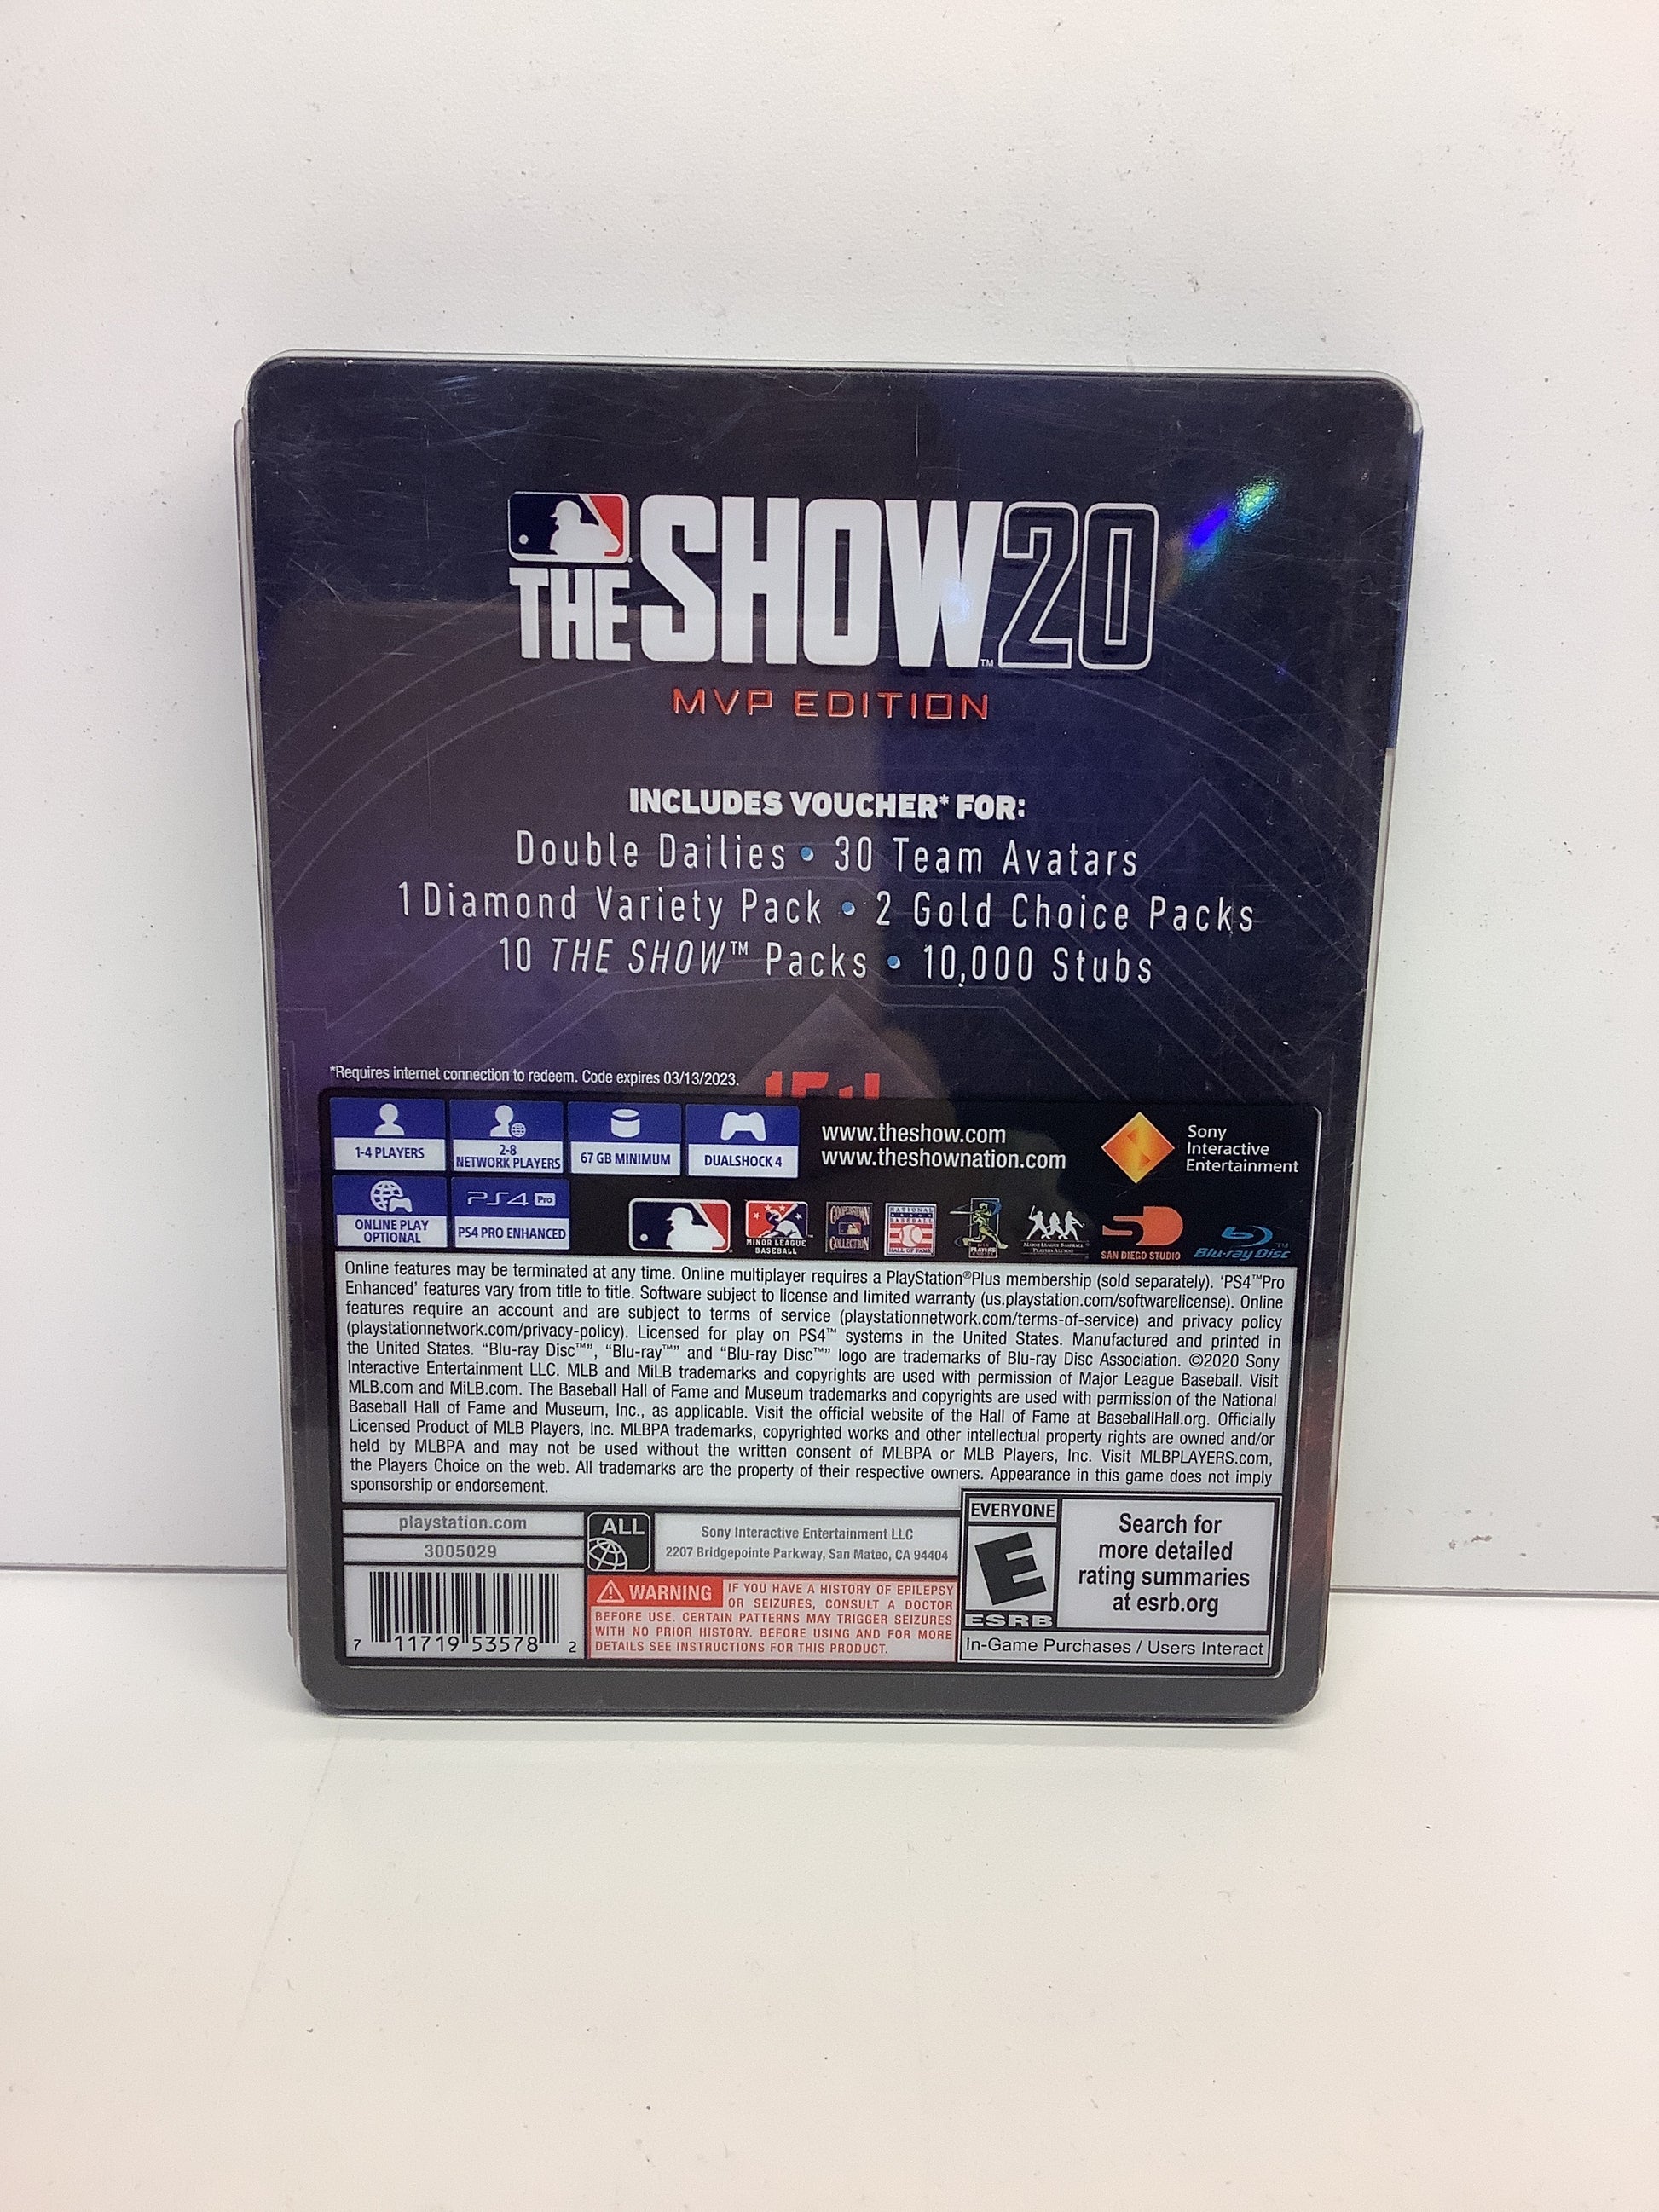 THE SHOW 20
™
MVP EDITION
INCLUDES VOUCHER* FOR:
Double Dailies • 30 Team Avatars
1 Diamond Variety Pack • 2 Gold Choice Packs
10 THE SHOW™ Packs • 10,000 Stubs
*Requires internet connection to redeem. Code expires 03/13/2023.
1-4 PLAYERS
2-8
NETWORK PLAYERS
67 GB MINIMUM
DUALSHOCK 4
www.theshow.com
www.theshownation.com
Sony
Interactive
Entertainment
ONLINE PLAY
OPTIONAL
PS4 Pro
PS4 PRO ENHANCED
MINOR LEAGUE
BASEBALL
COOPERSTOWN
COLLECTION
NATIONAL
BASEBALL
HALL OF FAME
MAJOR LEAGUE BASEBALL
PLAYERS ALUMNI
SAN DIEGO STUDIO
Blu-ray Disc™
Online features may be terminated at any time. Online multiplayer requires a PlayStation®Plus membership (sold separately). ‘PS4™Pro
Enhanced’ features vary from title to title. Software subject to license and limited warranty (us.playstation.com/softwarelicense). Online
features require an account and are subject to terms of service (playstationnetwork.com/terms-of-service) and privacy policy
(playstationnetwork.com/privacy-policy). Licensed for play on PS4™ systems in the United States. Manufactured and printed in
the United States. “Blu-ray Disc™”, “Blu-ray™” and “Blu-ray Disc™” logo are trademarks of Blu-ray Disc Association. ©2020 Sony
Interactive Entertainment LLC. MLB and MiLB trademarks and copyrights are used with permission of Major League Baseball. Visit
MLB.com and MiLB.com. The Baseball Hall of Fame and Museum trademarks and copyrights are used with permission of the National
Baseball Hall of Fame and Museum, Inc., as applicable. Visit the official website of the Hall of Fame at BaseballHall.org. Officially
Licensed Product of MLB Players, Inc. MLBPA trademarks, copyrighted works and other intellectual property rights are owned and/or
held by MLBPA and may not be used without the written consent of MLBPA or MLB Players, Inc. Visit MLBPLAYERS.com,
the Players Choice on the web. All trademarks are the property of their respective owners. Appearance in this game does not imply
sponsorship or endorsement.
playstation.com
3005029
7 11719 53578 2
ALL
Sony Interactive Entertainment LLC
2207 Bridgepointe Parkway, San Mateo, CA 94404
WARNING IF YOU HAVE A HISTORY OF EPILEPSY
OR SEIZURES, CONSULT A DOCTOR
BEFORE USE. CERTAIN PATTERNS MAY TRIGGER SEIZURES
WITH NO PRIOR HISTORY. BEFORE USING AND FOR MORE
DETAILS SEE INSTRUCTIONS FOR THIS PRODUCT.
EVERYONE
E
ESRB
Search for
more detailed
rating summaries
at esrb.org
In-Game Purchases / Users Interact